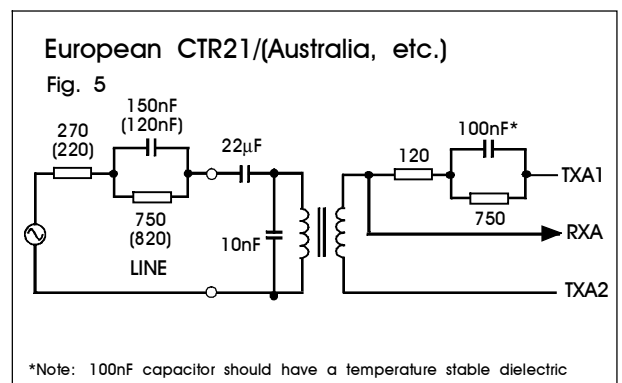 European CTR21/(Australia, etc.)
Fig. 5
150nF
(120nF)
270
(220)
22µF
100nF*
120
TXA1
750
(820)
10nF
750
RXA
LINE
TXA2
*Note: 100nF capacitor should have a temperature stable dielectric